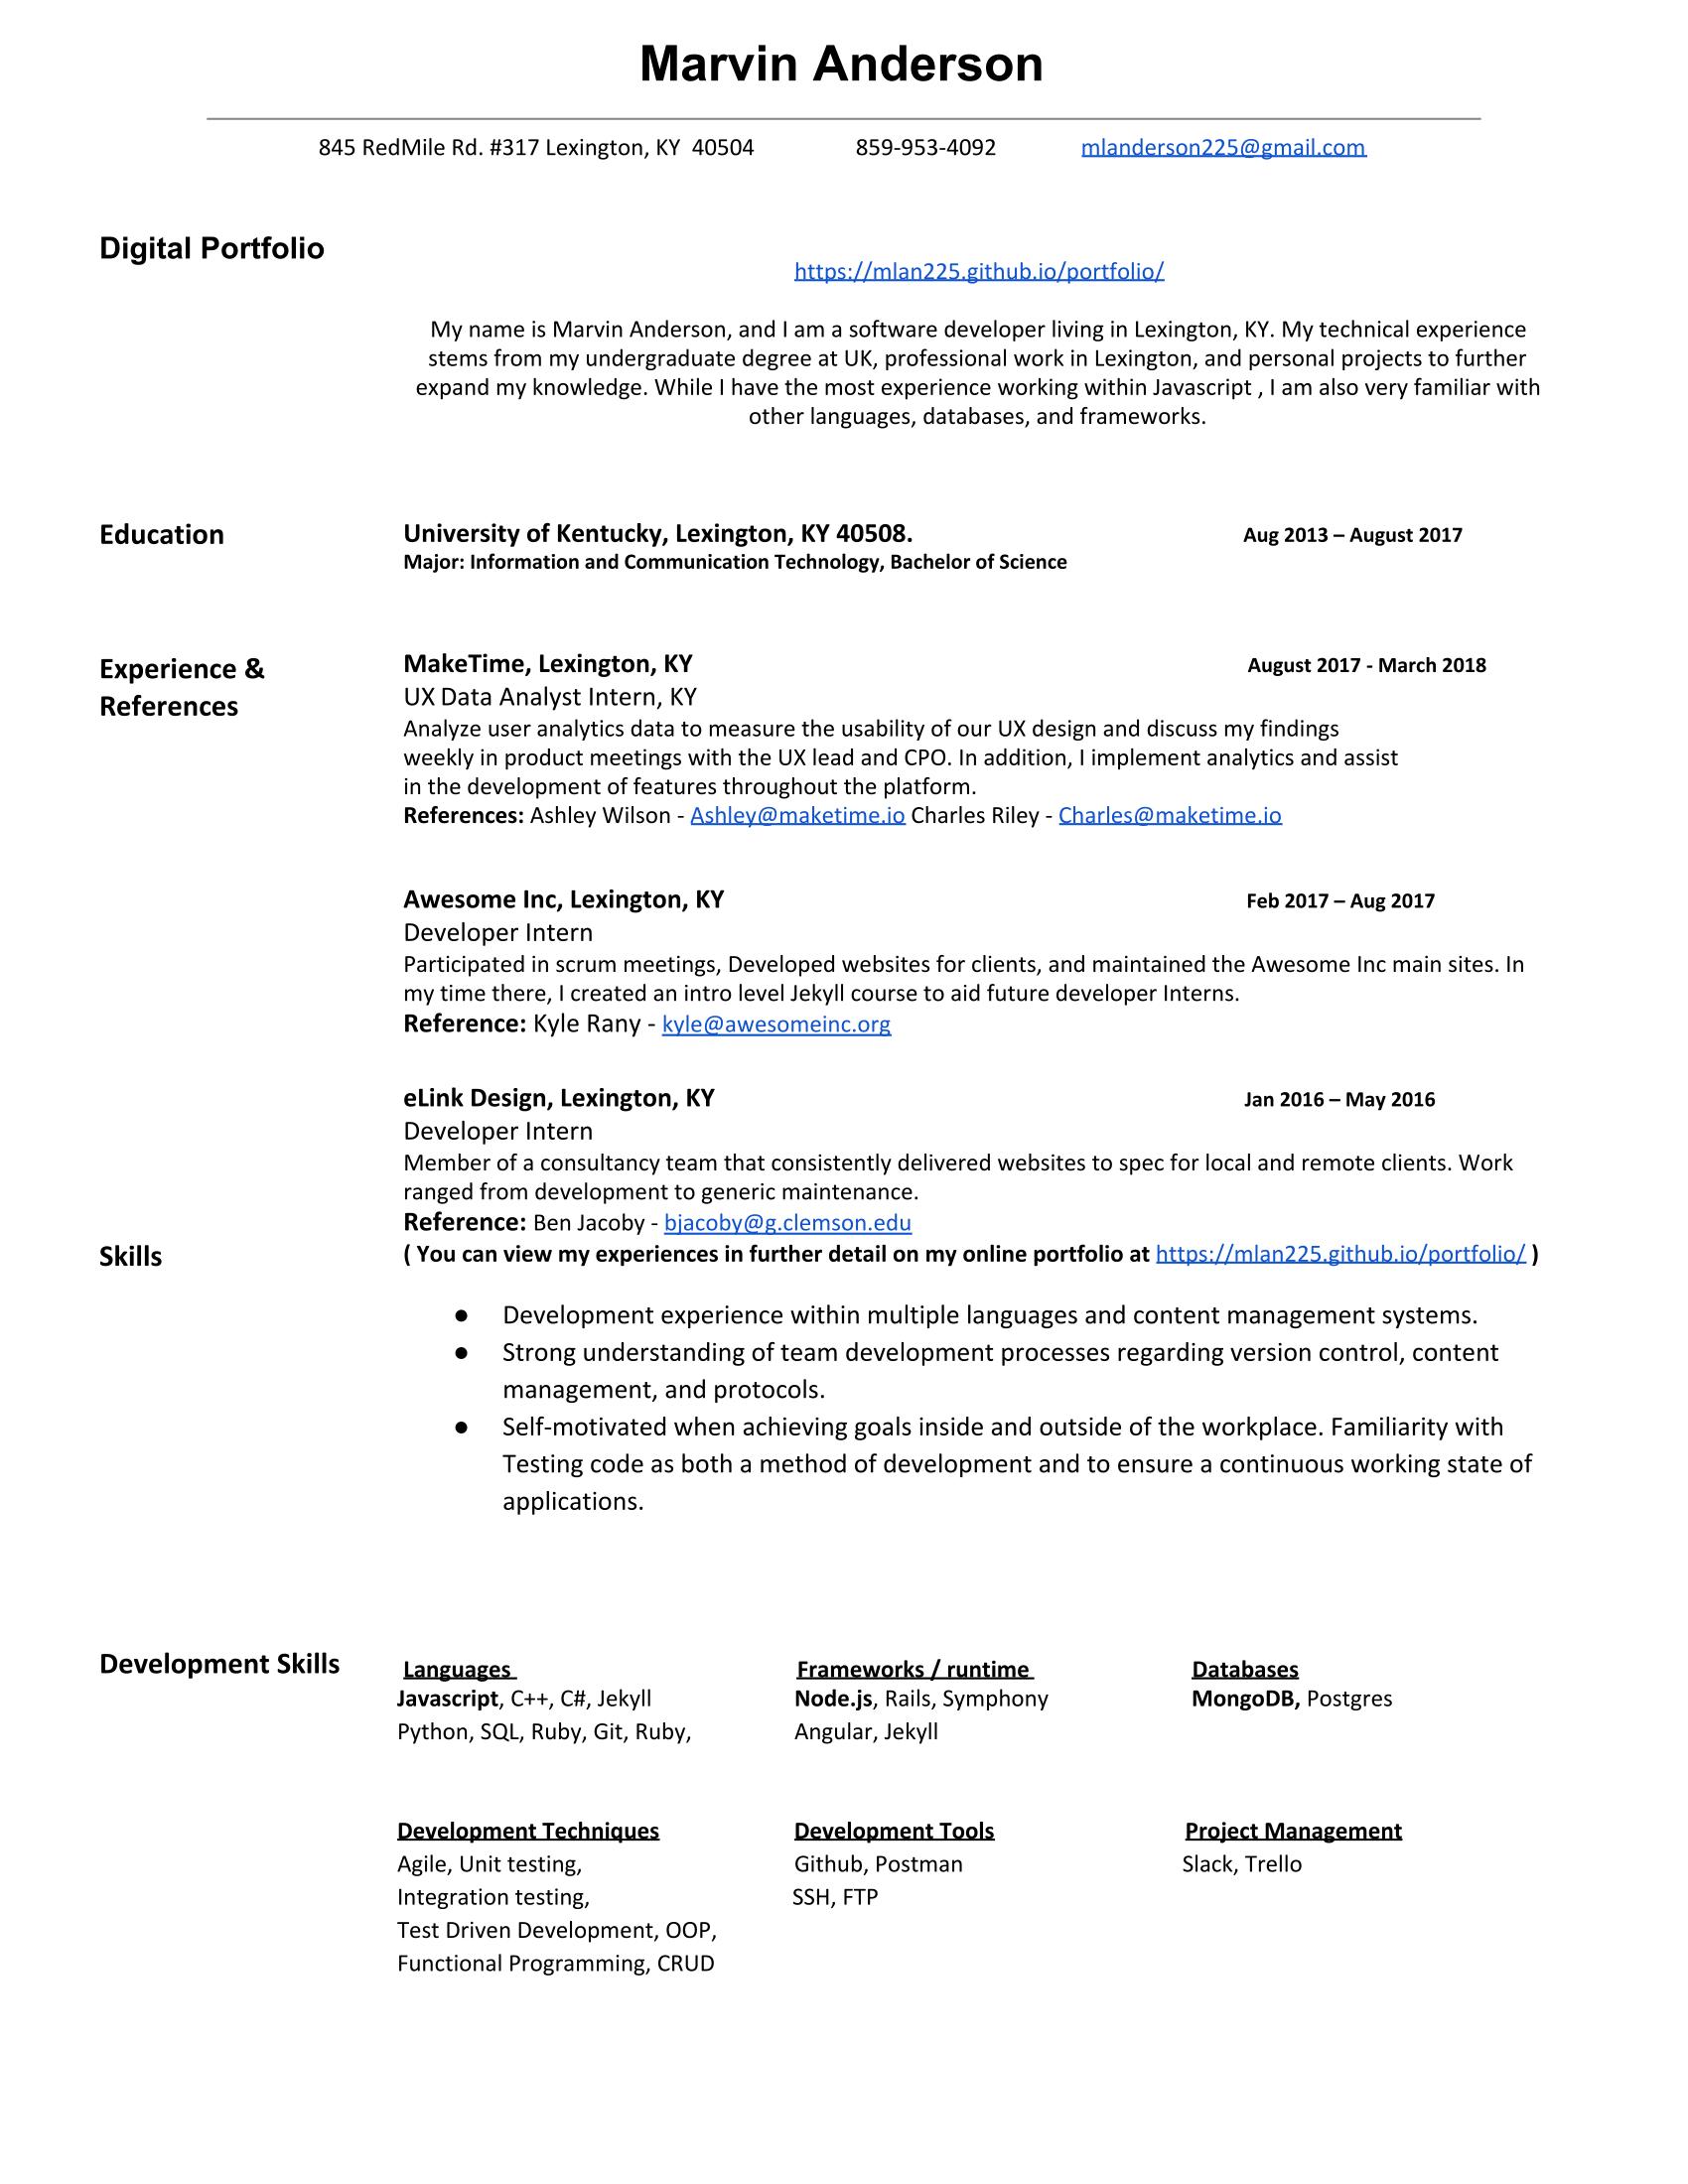 Marvin Anderson
845 RedMile Rd. #317 Lexington, KY  40504 859-953-4092 mlanderson225@gmail.com
Digital Portfolio
https://mlan225.github.io/portfolio/
My name is Marvin Anderson, and I am a software developer living in Lexington, KY. My technical experience
stems from my undergraduate degree at UK, professional work in Lexington, and personal projects to further
expand my knowledge. While I have the most experience working within Javascript , I am also very familiar with
other languages, databases, and frameworks.
Education University of Kentucky, Lexington, KY 40508. Aug 2013 – August 2017
Major: Information and Communication Technology, Bachelor of Science
Experience & MakeTime, Lexington, KY August 2017 - March 2018
References UX Data Analyst Intern, KY
Analyze user analytics data to measure the usability of our UX design and discuss my findings
weekly in product meetings with the UX lead and CPO. In addition, I implement analytics and assist
in the development of features throughout the platform.
References: Ashley Wilson - Ashley@maketime.io Charles Riley - Charles@maketime.io
Awesome Inc, Lexington, KY Feb 2017 – Aug 2017
Developer Intern
Participated in scrum meetings, Developed websites for clients, and maintained the Awesome Inc main sites. In
my time there, I created an intro level Jekyll course to aid future developer Interns.
Reference: Kyle Rany - kyle@awesomeinc.org
eLink Design, Lexington, KY Jan 2016 – May 2016
Developer Intern
Member of a consultancy team that consistently delivered websites to spec for local and remote clients. Work
ranged from development to generic maintenance.
Reference: Ben Jacoby - bjacoby@g.clemson.edu
Skills ( You can view my experiences in further detail on my online portfolio at https://mlan225.github.io/portfolio/ )
● Development experience within multiple languages and content management systems.
● Strong understanding of team development processes regarding version control, content
management, and protocols.
● Self-motivated when achieving goals inside and outside of the workplace. Familiarity with
Testing code as both a method of development and to ensure a continuous working state of
applications.
Development Skills Languages Frameworks / runtime Databases
Javascript, C++, C#, Jekyll Node.js, Rails, Symphony MongoDB, Postgres
Python, SQL, Ruby, Git, Ruby, Angular, Jekyll
Development Techniques Development Tools Project Management
Agile, Unit testing, Github, Postman Slack, Trello
Integration testing, SSH, FTP
Test Driven Development, OOP,
Functional Programming, CRUD